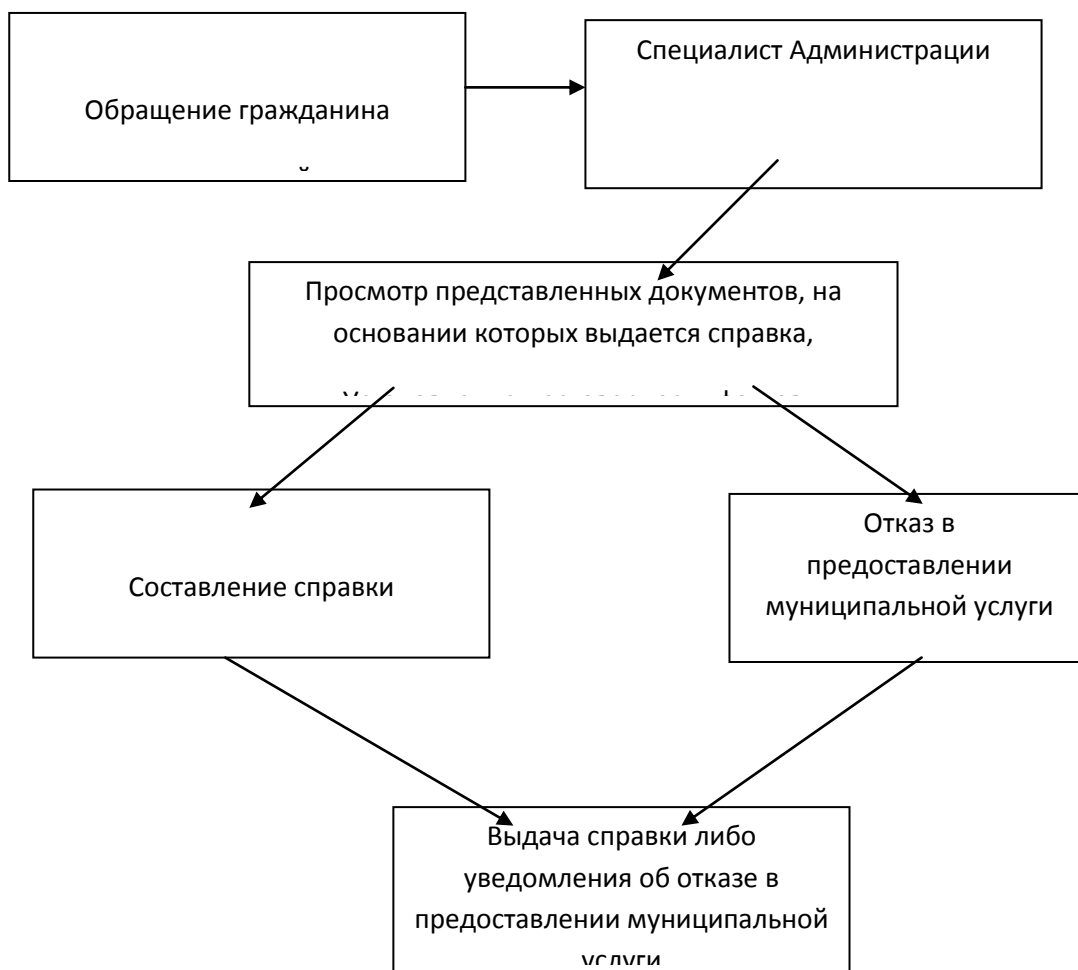 Обращение гражданина
Специалист Администрации
Просмотр представленных документов, на
основании которых выдается справка,
Составление справки
Отказ в
предоставлении
муниципальной услуги
Выдача справки либо
уведомления об отказе в
предоставлении муниципальной
услуги